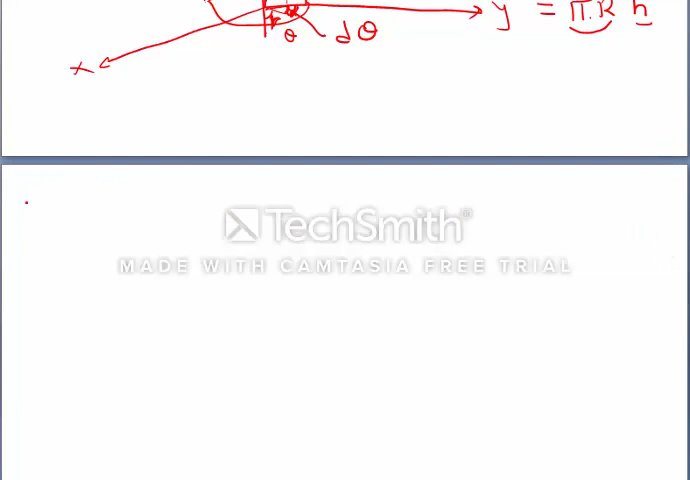 y = π.R h
θ dθ
x
TechSmith®
MADE WITH CAMTASIA FREE TRIAL